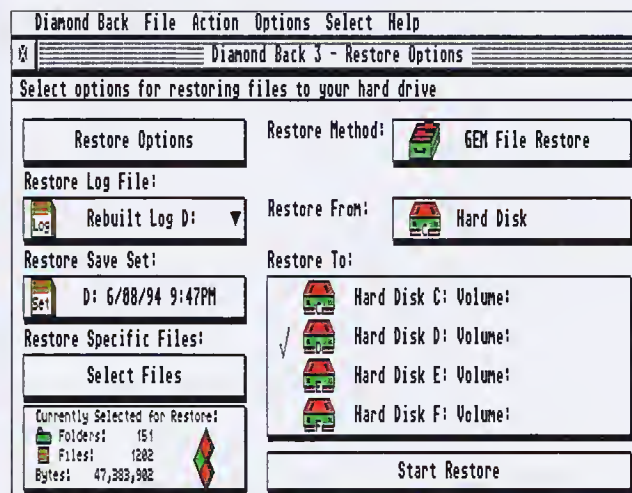 Diamond Back File Action Options Select Help
Diamond Back 3 - Restore Options
Select options for restoring files to your hard drive
Restore Options
Restore Method:
GEM File Restore
Restore Log File:
Log
Rebuilt Log D:
Restore From:
C
Hard Disk
Restore Save Set:
Set
D: 6/08/94 9:47PM
Restore To:
C
Hard Disk C: Volume:
D
Hard Disk D: Volume:
E
Hard Disk E: Volume:
F
Hard Disk F: Volume:
Restore Specific Files:
Select Files
Currently Selected for Restore:
Folders: 151
Files: 1202
Bytes: 47,383,902
Start Restore